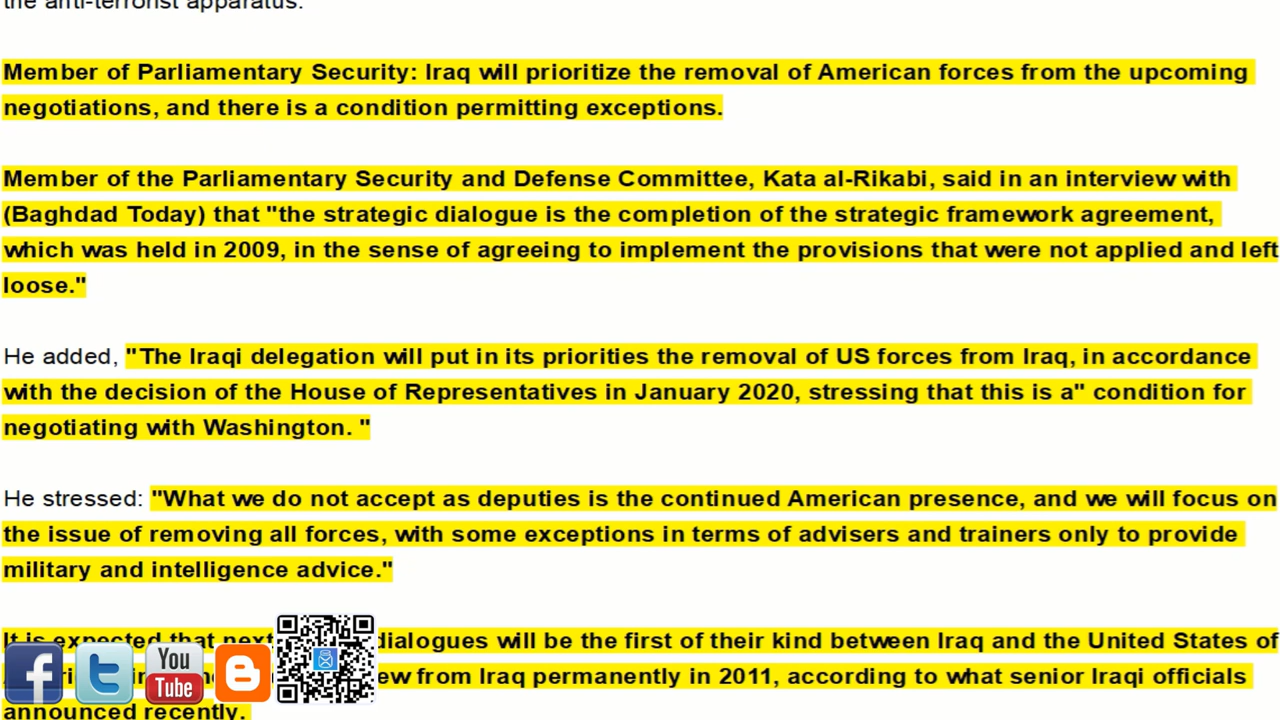 the anti-terrorist apparatus.
Member of Parliamentary Security: Iraq will prioritize the removal of American forces from the upcoming
negotiations, and there is a condition permitting exceptions.
Member of the Parliamentary Security and Defense Committee, Kata al-Rikabi, said in an interview with
(Baghdad Today) that "the strategic dialogue is the completion of the strategic framework agreement,
which was held in 2009, in the sense of agreeing to implement the provisions that were not applied and left
loose."
He added, "The Iraqi delegation will put in its priorities the removal of US forces from Iraq, in accordance
with the decision of the House of Representatives in January 2020, stressing that this is a" condition for
negotiating with Washington. "
He stressed: "What we do not accept as deputies is the continued American presence, and we will focus on
the issue of removing all forces, with some exceptions in terms of advisers and trainers only to provide
military and intelligence advice."
It is expected that next dialogues will be the first of their kind between Iraq and the United States of
from Iraq permanently in 2011, according to what senior Iraqi officials
announced recently.
You
Tube